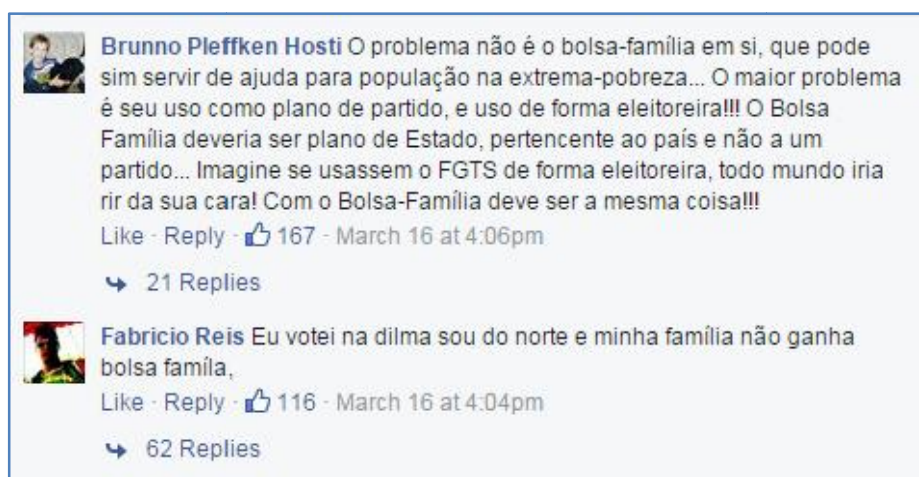 Brunno Pleffken Hosti O problema não é o bolsa-família em si, que pode
sim servir de ajuda para população na extrema-pobreza... O maior problema
é seu uso como plano de partido, e uso de forma eleitoreira!!! O Bolsa
Família deveria ser plano de Estado, pertencente ao país e não a um
partido... Imagine se usassem o FGTS de forma eleitoreira, todo mundo iria
rir da sua cara! Com o Bolsa-Família deve ser a mesma coisa!!!
Like · Reply · 167 · March 16 at 4:06pm
21 Replies
Fabricio Reis Eu votei na dilma sou do norte e minha família não ganha
bolsa famíla,
Like · Reply · 116 · March 16 at 4:04pm
62 Replies